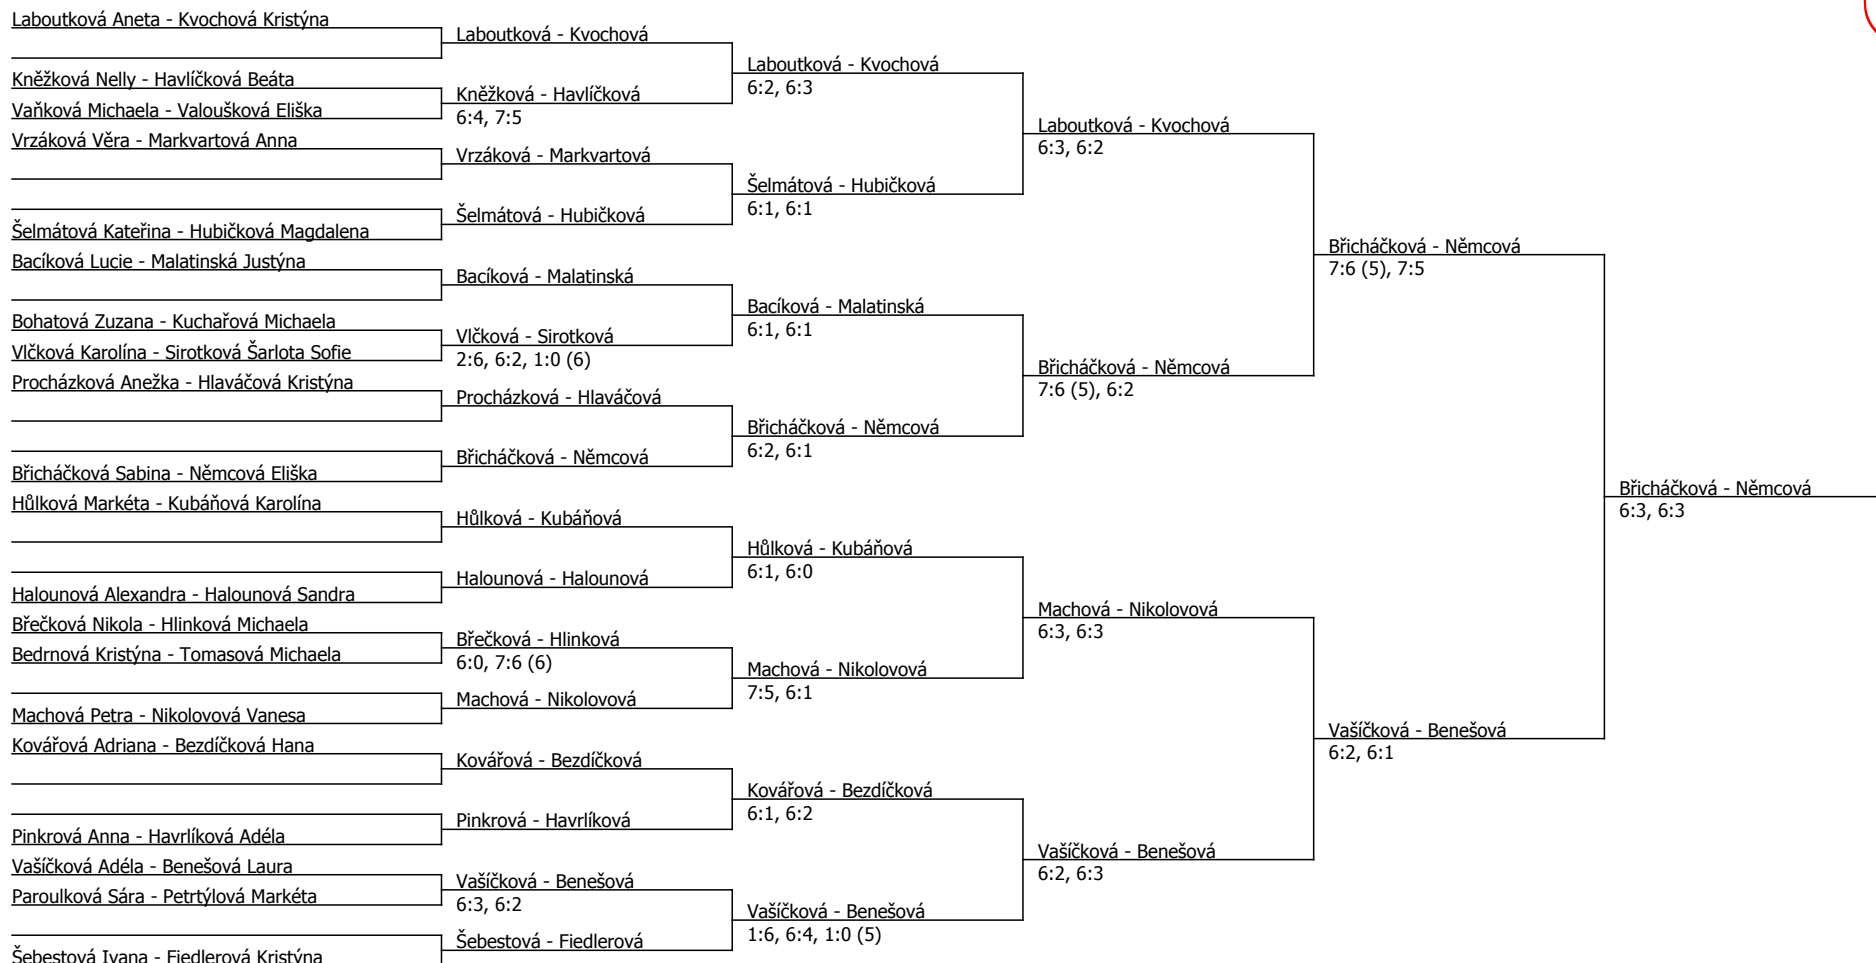 Laboutková Aneta - Kvochová Kristýna
Kněžková Nelly - Havlíčková Beáta
Vaňková Michaela - Valoušková Eliška
Vrzáková Věra - Markvartová Anna
Šelmátová Kateřina - Hubičková Magdalena
Bacíková Lucie - Malatinská Justýna
Bohatová Zuzana - Kuchařová Michaela
Vlčková Karolína - Sirotková Šarlota Sofie
Procházková Anežka - Hlaváčová Kristýna
Břicháčková Sabina - Němcová Eliška
Hůlková Markéta - Kubáňová Karolína
Halounová Alexandra - Halounová Sandra
Břečková Nikola - Hlinková Michaela
Bedrnová Kristýna - Tomasová Michaela
Machová Petra - Nikolovová Vanesa
Kovářová Adriana - Bezdíčková Hana
Pinkrová Anna - Havrlíková Adéla
Vašíčková Adéla - Benešová Laura
Paroulková Sára - Petrtýlová Markéta
Šebestová Ivana - Fiedlerová Kristýna
Laboutková - Kvochová
Kněžková - Havlíčková
6:4, 7:5
Vrzáková - Markvartová
Šelmátová - Hubičková
Bacíková - Malatinská
Vlčková - Sirotková
2:6, 6:2, 1:0 (6)
Procházková - Hlaváčová
Břicháčková - Němcová
Hůlková - Kubáňová
Halounová - Halounová
Břečková - Hlinková
6:0, 7:6 (6)
Machová - Nikolovová
Kovářová - Bezdíčková
Pinkrová - Havrlíková
Vašíčková - Benešová
6:3, 6:2
Šebestová - Fiedlerová
Laboutková - Kvochová
6:2, 6:3
Šelmátová - Hubičková
6:1, 6:1
Bacíková - Malatinská
6:1, 6:1
Břicháčková - Němcová
6:2, 6:1
Hůlková - Kubáňová
6:1, 6:0
Machová - Nikolovová
7:5, 6:1
Kovářová - Bezdíčková
6:1, 6:2
Vašíčková - Benešová
1:6, 6:4, 1:0 (5)
Laboutková - Kvochová
6:3, 6:2
Břicháčková - Němcová
7:6 (5), 6:2
Machová - Nikolovová
6:3, 6:3
Vašíčková - Benešová
6:2, 6:3
Břicháčková - Němcová
7:6 (5), 7:5
Vašíčková - Benešová
6:2, 6:1
Břicháčková - Němcová
6:3, 6:3